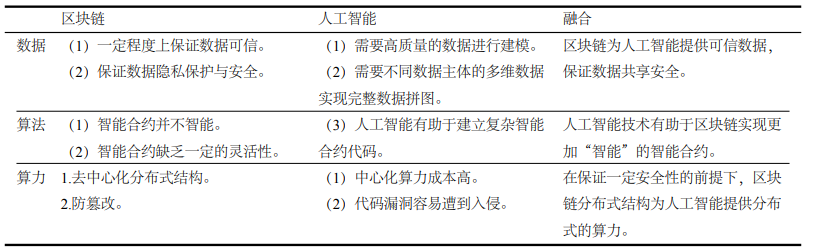 区块链 人工智能 融合
数据 （1）一定程度上保证数据可信。 （1）需要高质量的数据进行建模。 区块链为人工智能提供可信数据，
（2）保证数据隐私保护与安全。 （2）需要不同数据主体的多维数据 保证数据共享安全。
实现完整数据拼图。
算法 （1）智能合约并不智能。 （3）人工智能有助于建立复杂智能 人工智能技术有助于区块链实现更
（2）智能合约缺乏一定的灵活性。 合约代码。 加“智能”的智能合约。
算力 1.去中心化分布式结构。 （1）中心化算力成本高。 在保证一定安全性的前提下，区块
2.防篡改。 （2）代码漏洞容易遭到入侵。 链分布式结构为人工智能提供分布
式的算力。